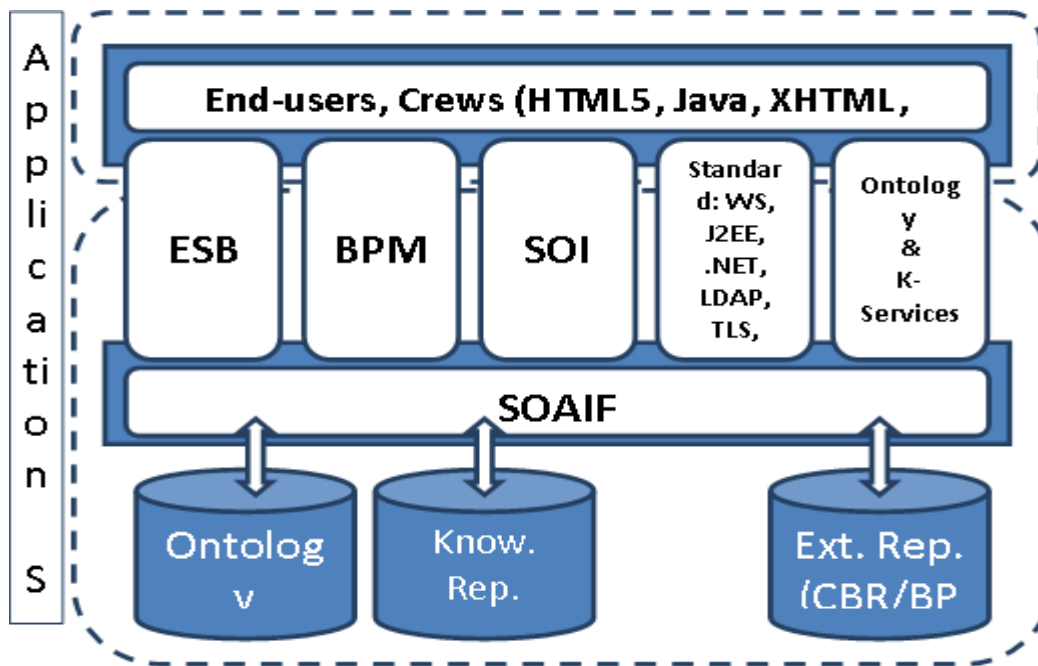 A
p
p
li
c
a
ti
o
n
S
End-users, Crews (HTML5, Java, XHTML,
ESB
BPM
SOI
Standar
d: WS,
J2EE,
.NET,
LDAP,
TLS,
Ontolog
y
&
K-
Services
SOAIF
Ontolog
y
Know.
Rep.
Ext. Rep.
(CBR/BP